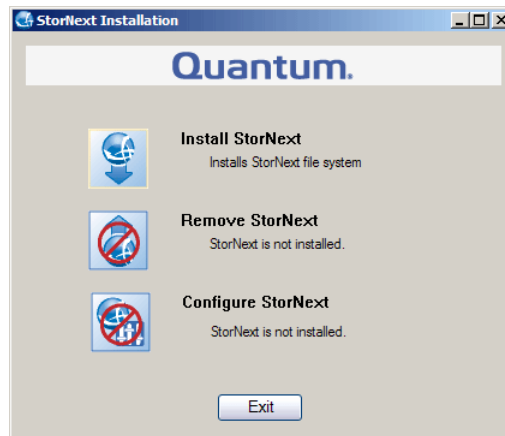 StorNext Installation
Quantum.
Install StorNext
Installs StorNext file system
Remove StorNext
StorNext is not installed.
Configure StorNext
StorNext is not installed.
Exit